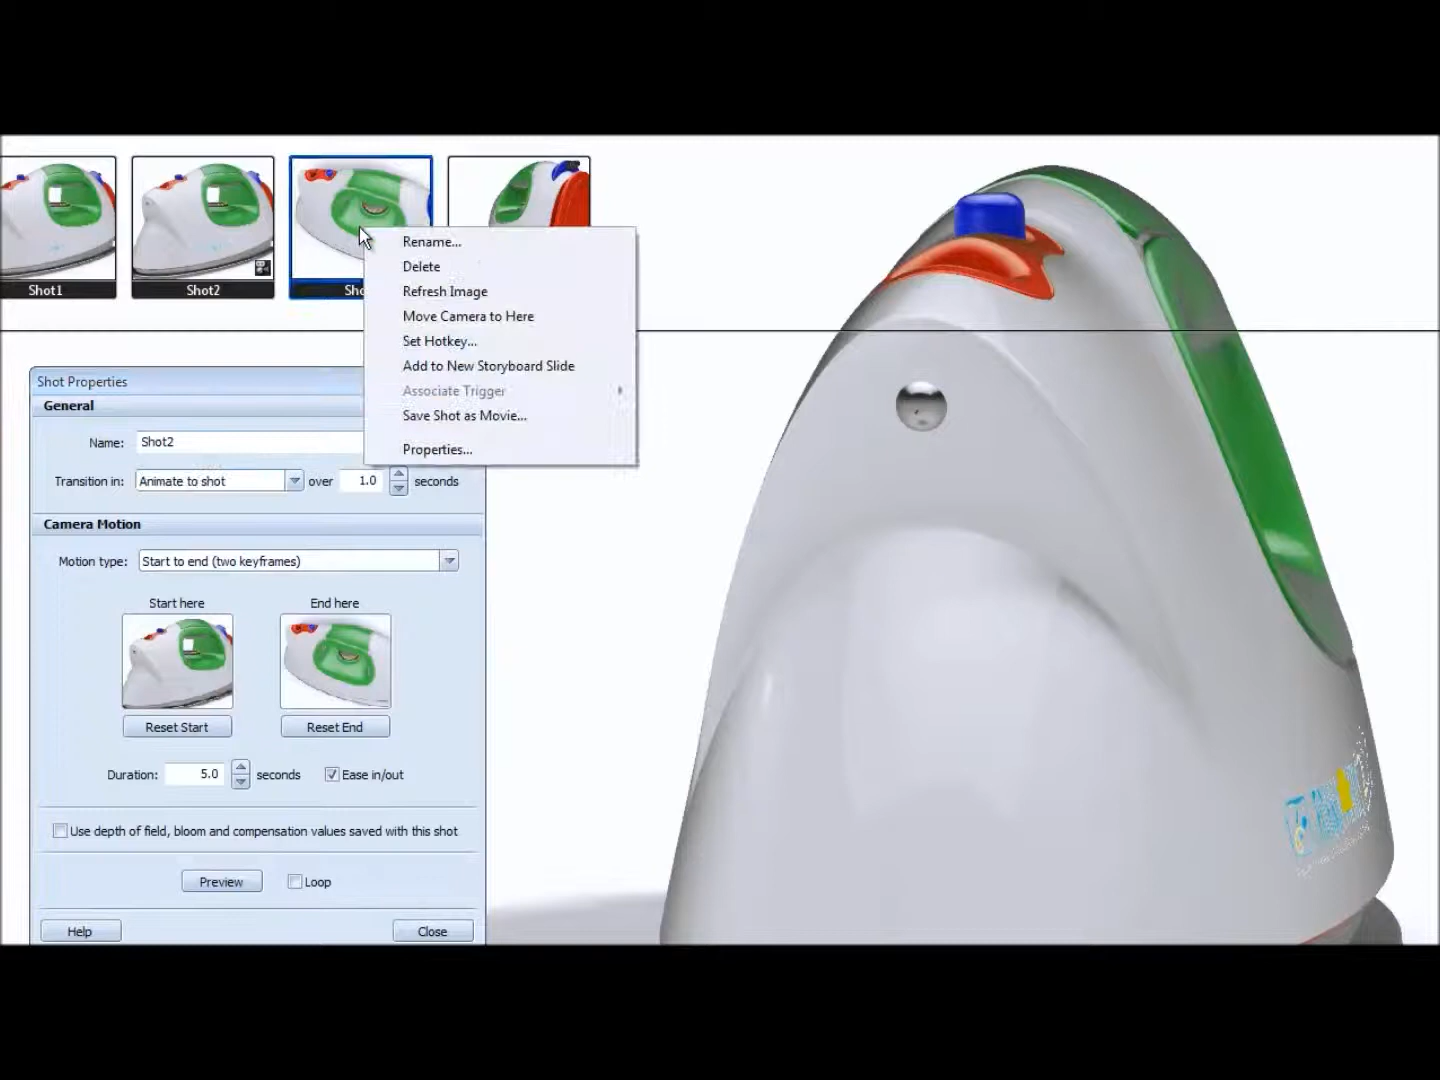 Shot1
Shot2
Sho
Rename...
Delete
Refresh Image
Move Camera to Here
Set Hotkey...
Add to New Storyboard Slide
Associate Trigger
Save Shot as Movie...
Properties...
Shot Properties
General
Name: Shot2
Transition in: Animate to shot over 1.0 seconds
Camera Motion
Motion type: Start to end (two keyframes)
Start here End here
Reset Start Reset End
Duration: 5.0 seconds Ease in/out
Use depth of field, bloom and compensation values saved with this shot
Preview Loop
Help Close